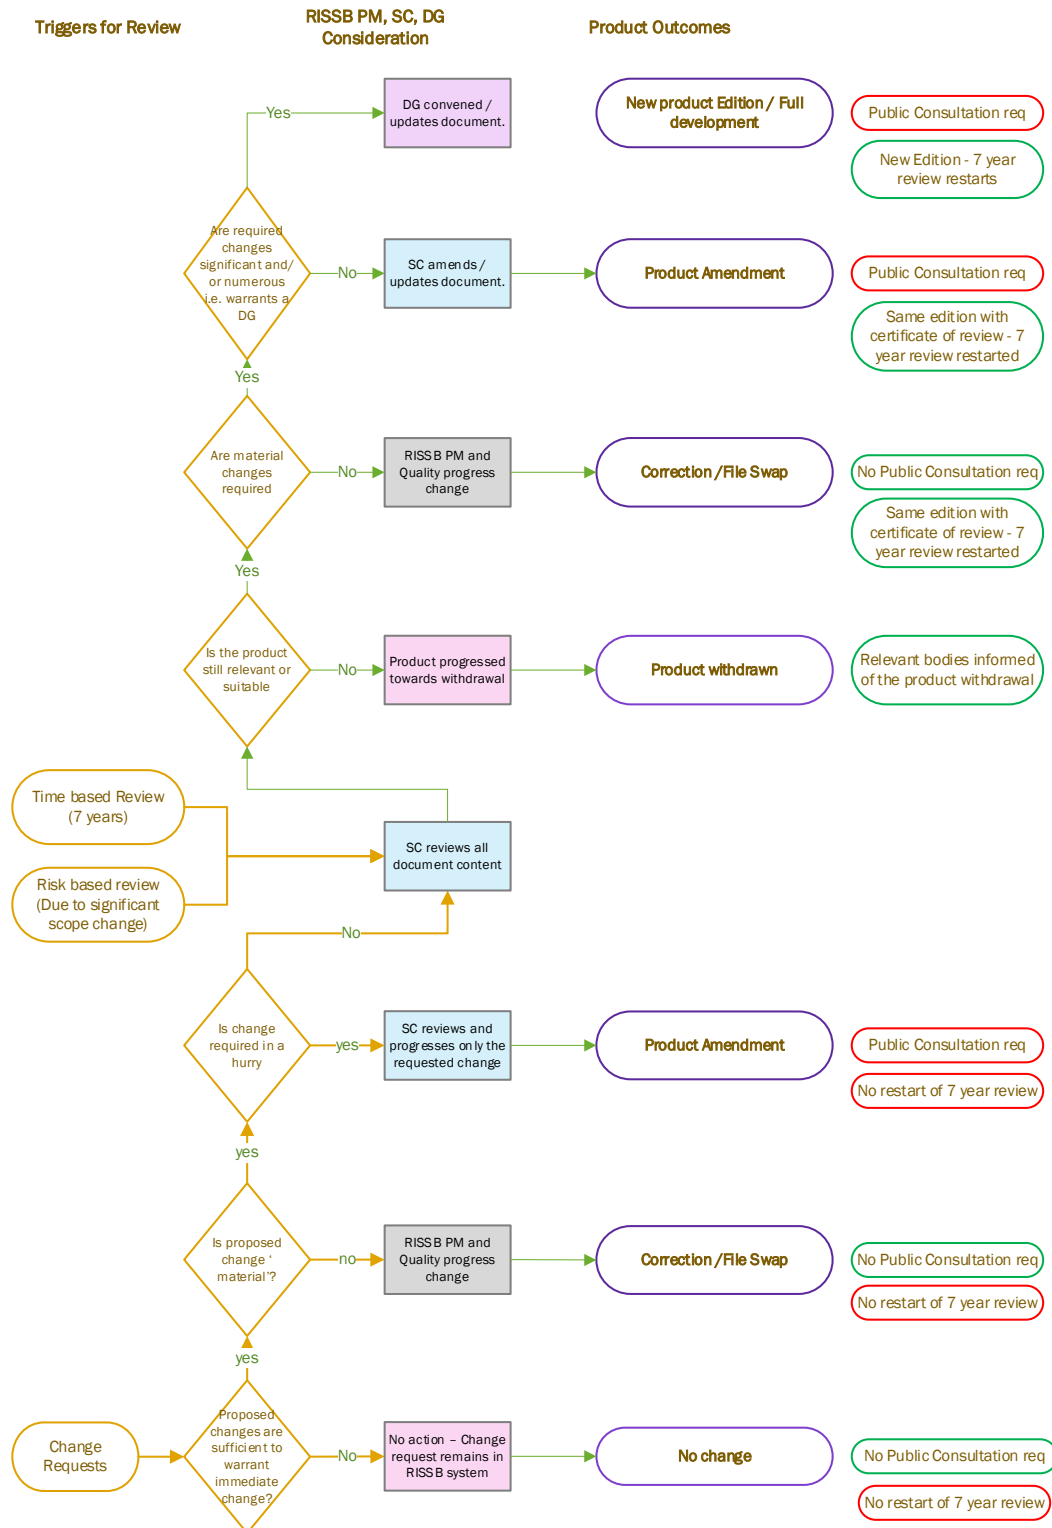 Triggers for Review
RISSB PM, SC, DG
Consideration
Product Outcomes
Yes
DG convened /
updates document.
New product Edition / Full
development
Public Consultation req
New Edition - 7 year
review restarts
Are required
changes
significant and/
or numerous
i.e. warrants a
DG
No
SC amends /
updates document.
Product Amendment
Public Consultation req
Same edition with
certificate of review - 7
year review restarted
Yes
Are material
changes
required
No
RISSB PM and
Quality progress
change
Correction /File Swap
No Public Consultation req
Same edition with
certificate of review - 7
year review restarted
Yes
Is the product
still relevant or
suitable
No
Product progressed
towards withdrawal
Product withdrawn
Relevant bodies informed
of the product withdrawal
Time based Review
(7 years)
SC reviews all
document content
Risk based review
(Due to significant
scope change)
No
Is change
required in a
hurry
yes
SC reviews and
progresses only the
requested change
Product Amendment
Public Consultation req
No restart of 7 year review
yes
Is proposed
change ‘
material’?
no
RISSB PM and
Quality progress
change
Correction /File Swap
No Public Consultation req
No restart of 7 year review
yes
Change
Requests
Proposed
changes are
sufficient to
warrant
immediate
change?
No
No action – Change
request remains in
RISSB system
No change
No Public Consultation req
No restart of 7 year review